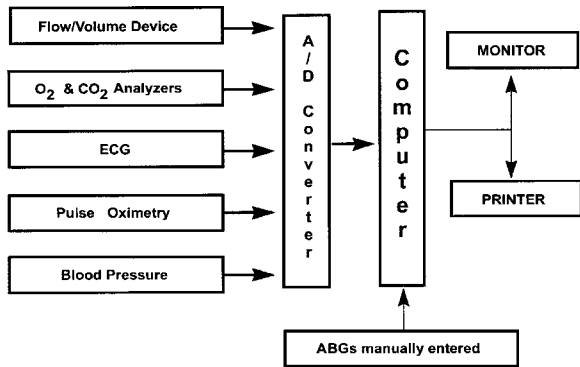 Flow/Volume Device
O2 & CO2 Analyzers
ECG
Pulse Oximetry
Blood Pressure
A/D Converter
Computer
MONITOR
PRINTER
ABGs manually entered